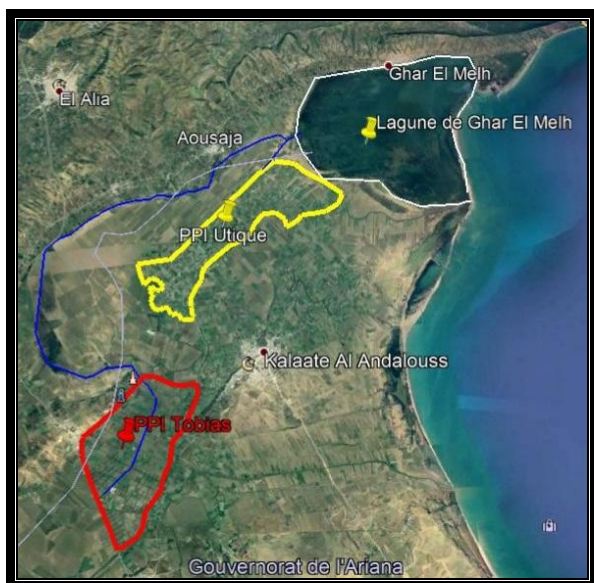 Ghar El Melh
El Alia
Lagune de Ghar El Melh
Aousaja
PPI Utique
Kalaate Al Andalouss
PPI Tobias
Gouvernorat de l'Ariana